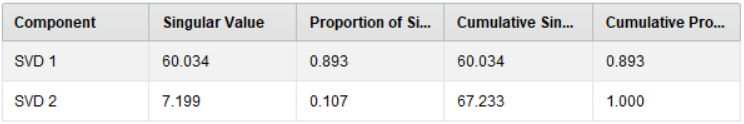 Component Singular Value Proportion of Si... Cumulative Sin... Cumulative Pro...
SVD 1 60.034 0.893 60.034 0.893
SVD 2 7.199 0.107 67.233 1.000